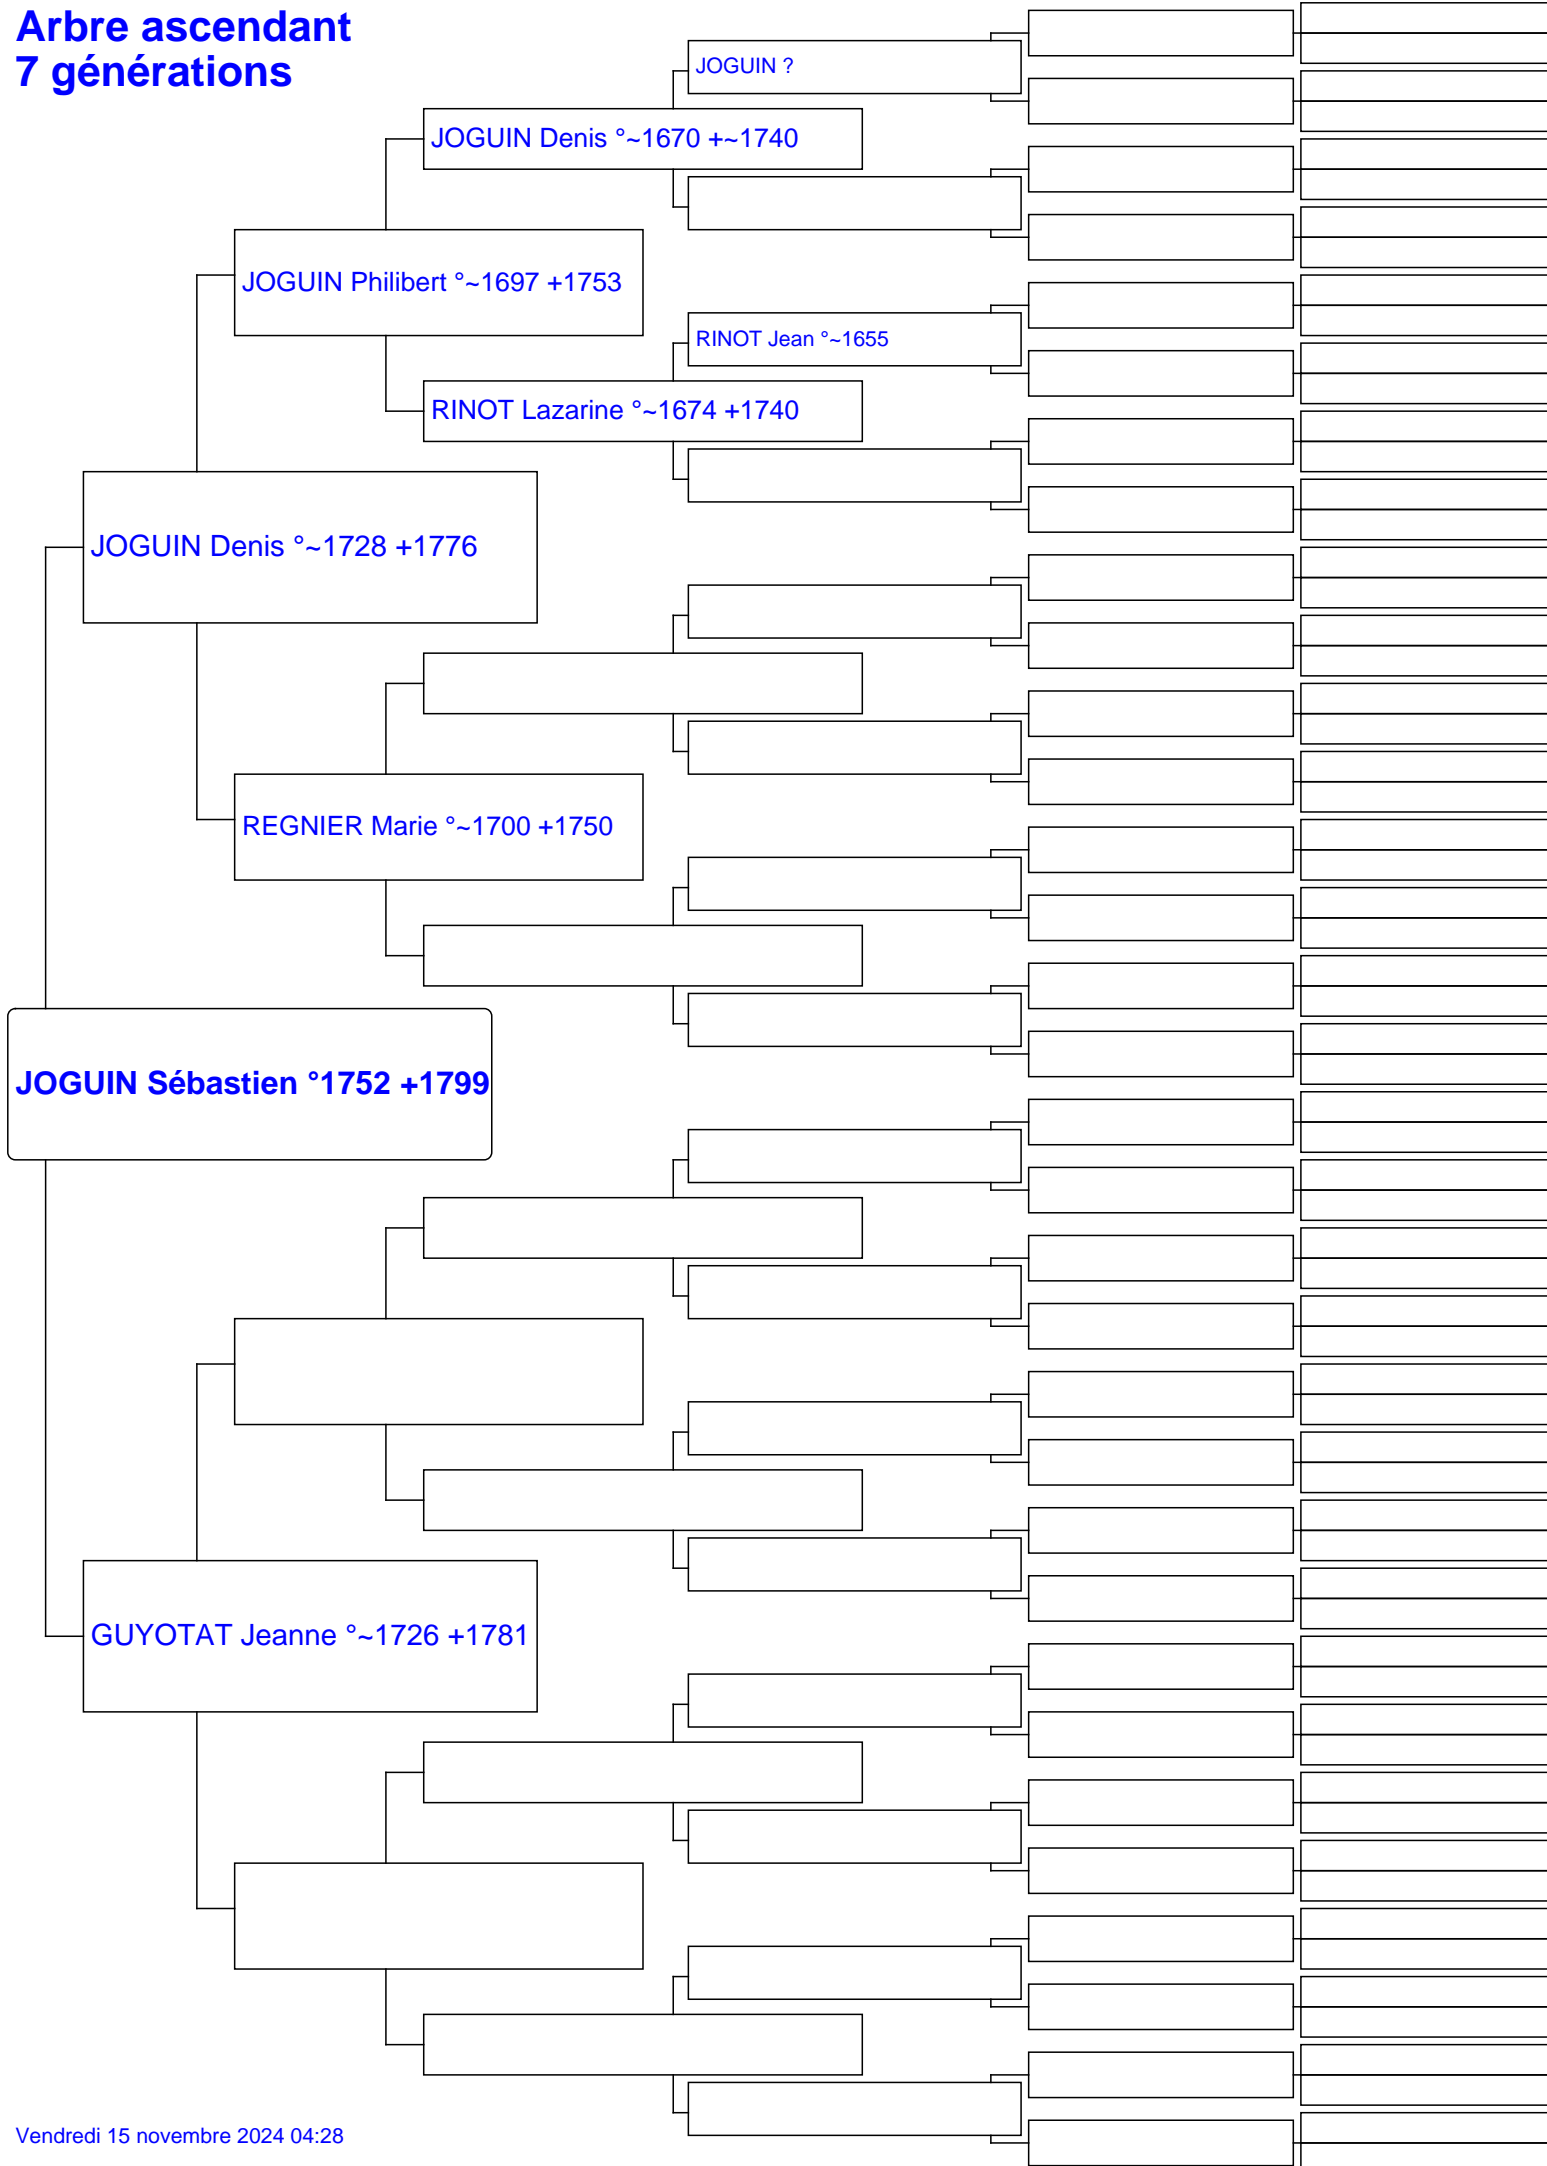 Arbre ascendant
7 générations
JOGUIN ?
JOGUIN Denis °~1670 +~1740
JOGUIN Philibert °~1697 +1753
RINOT Jean °~1655
RINOT Lazarine °~1674 +1740
JOGUIN Denis °~1728 +1776
REGNIER Marie °~1700 +1750
JOGUIN Sébastien °1752 +1799
GUYOTAT Jeanne °~1726 +1781
Vendredi 15 novembre 2024 04:28